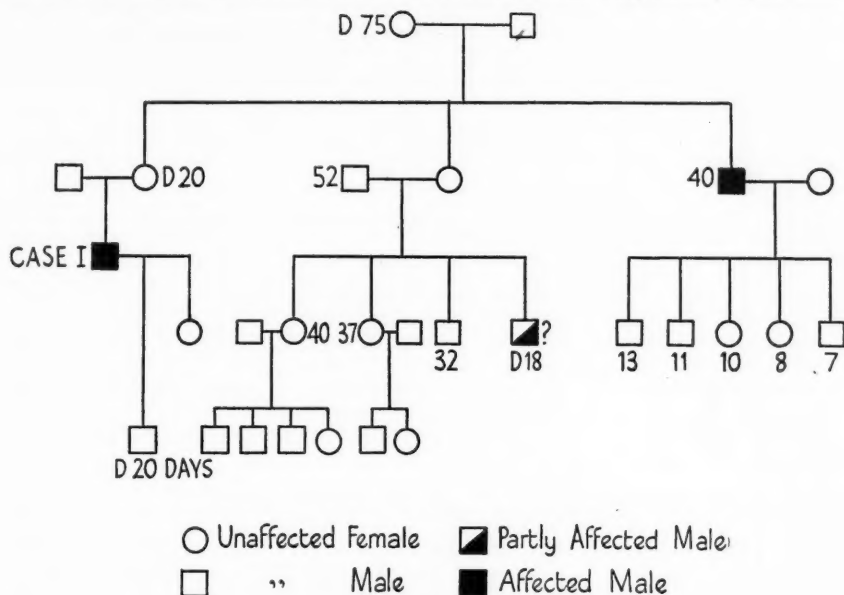 D 75
D 20
52
40
CASE I
40 37
32
D18
?
13
11
10
8
7
D 20 DAYS
Unaffected Female
Partly Affected Male
,, Male
Affected Male